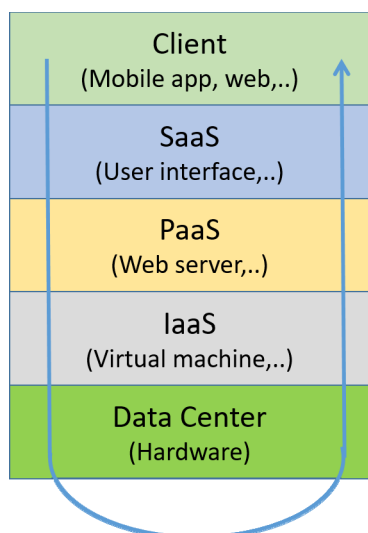 Client
(Mobile app, web,..)
SaaS
(User interface,..)
PaaS
(Web server,..)
IaaS
(Virtual machine,..)
Data Center
(Hardware)